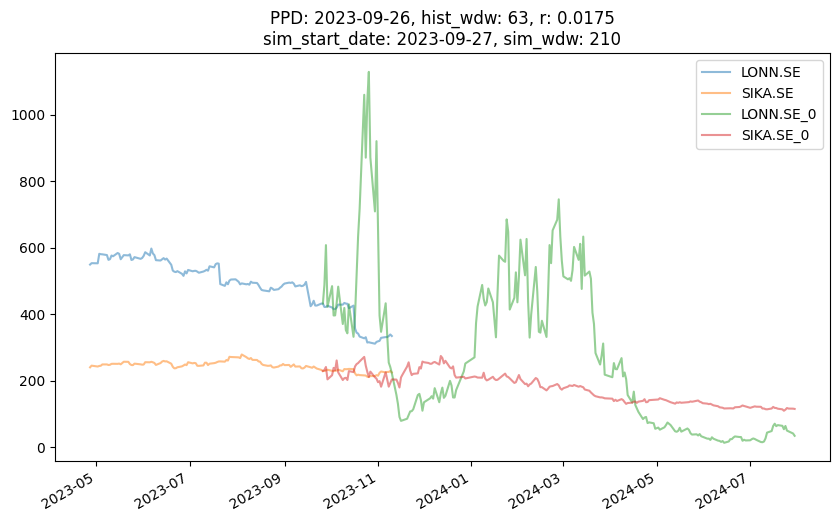 PPD: 2023-09-26, hist_wdw: 63, r: 0.0175
sim_start_date: 2023-09-27, sim_wdw: 210
LONN.SE
SIKA.SE
LONN.SE_0
SIKA.SE_0
1000
800
600
400
200
0
2023-05
2023-07
2023-09
2023-11
2024-01
2024-03
2024-05
2024-07